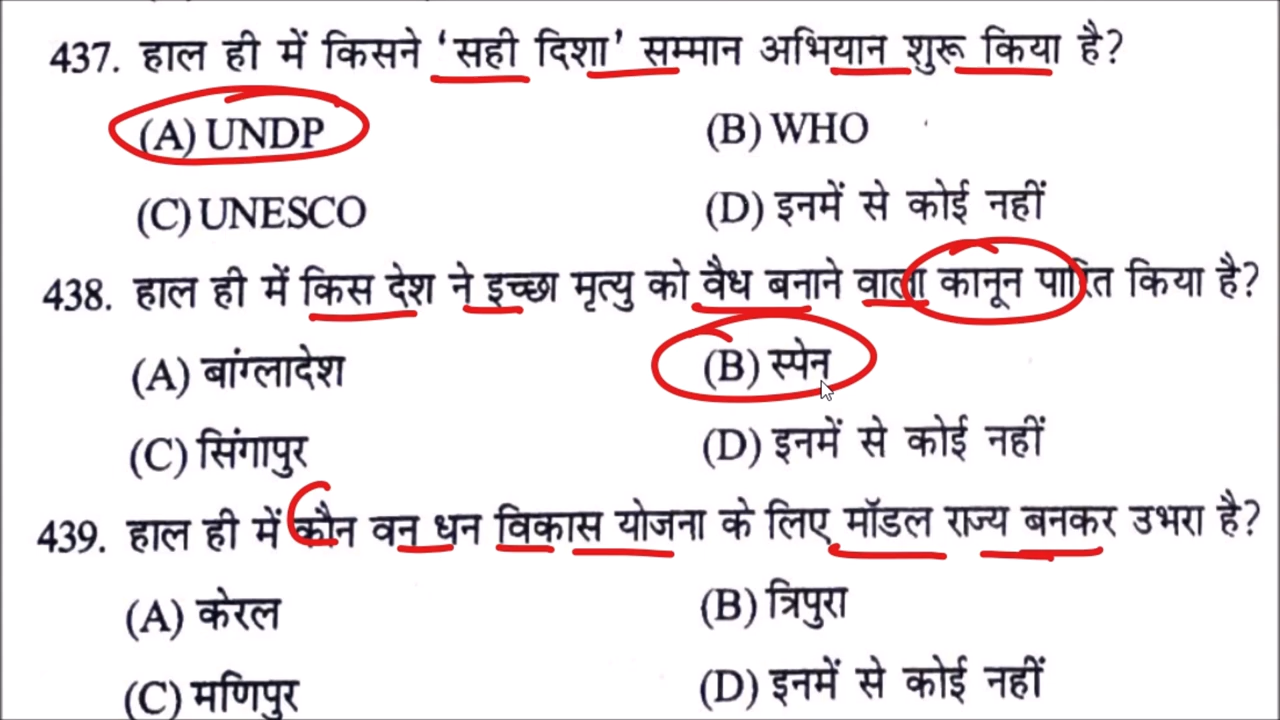 437. हाल ही में किसने ‘सही दिशा’ सम्मान अभियान शुरू किया है?
(A) UNDP (B) WHO
(C) UNESCO (D) इनमें से कोई नहीं
438. हाल ही में किस देश ने इच्छा मृत्यु को वैध बनाने वाला कानून पारित किया है?
(A) बांग्लादेश (B) स्पेन
(C) सिंगापुर (D) इनमें से कोई नहीं
439. हाल ही में कौन वन धन विकास योजना के लिए मॉडल राज्य बनकर उभरा है?
(A) केरल (B) त्रिपुरा
(C) मणिपुर (D) इनमें से कोई नहीं